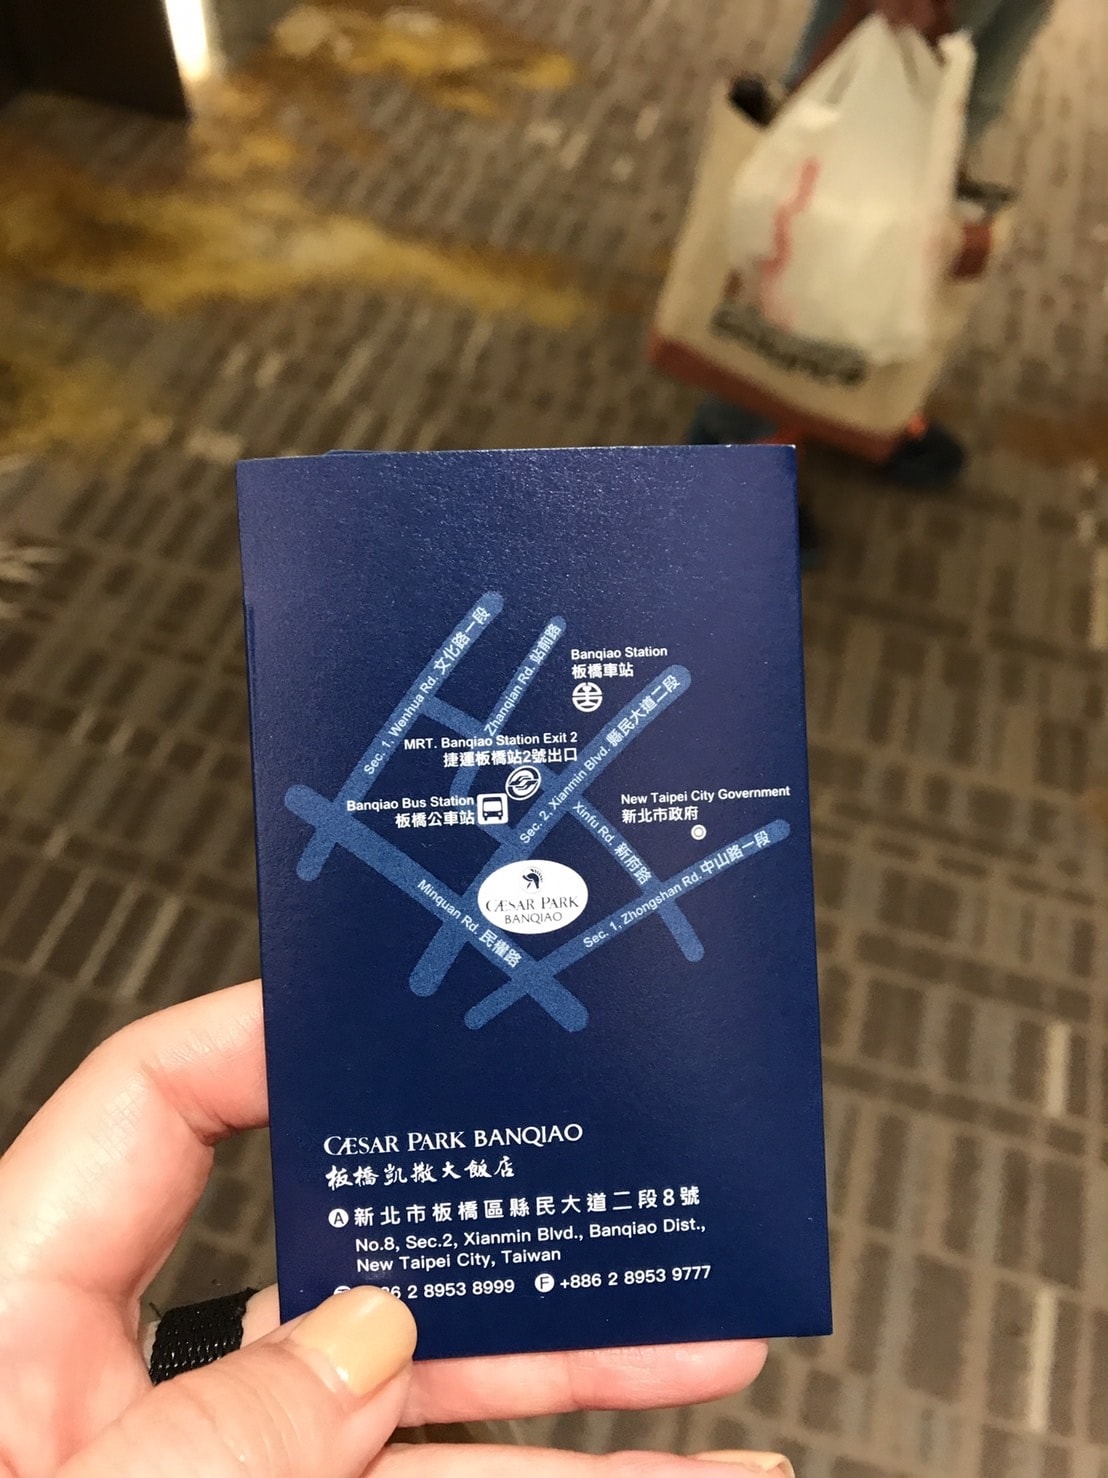 Sec. 1, Wenhua Rd. 文化路一段
Zhanqian Rd. 站前路
Banqiao Station
板橋車站
Sec. 2, Xianmin Blvd. 縣民大道二段
MRT. Banqiao Station Exit 2
捷運板橋站2號出口
Banqiao Bus Station
板橋公車站
New Taipei City Government
新北市政府
Xinfu Rd. 新府路
Sec. 1, Zhongshan Rd. 中山路一段
Minquan Rd. 民權路
CÆSAR PARK
BANQIAO
CÆSAR PARK BANQIAO
板橋凱撒大飯店
A 新北市板橋區縣民大道二段8號
No.8, Sec.2, Xianmin Blvd., Banqiao Dist.,
New Taipei City, Taiwan
6 2 8953 8999 F +886 2 8953 9777